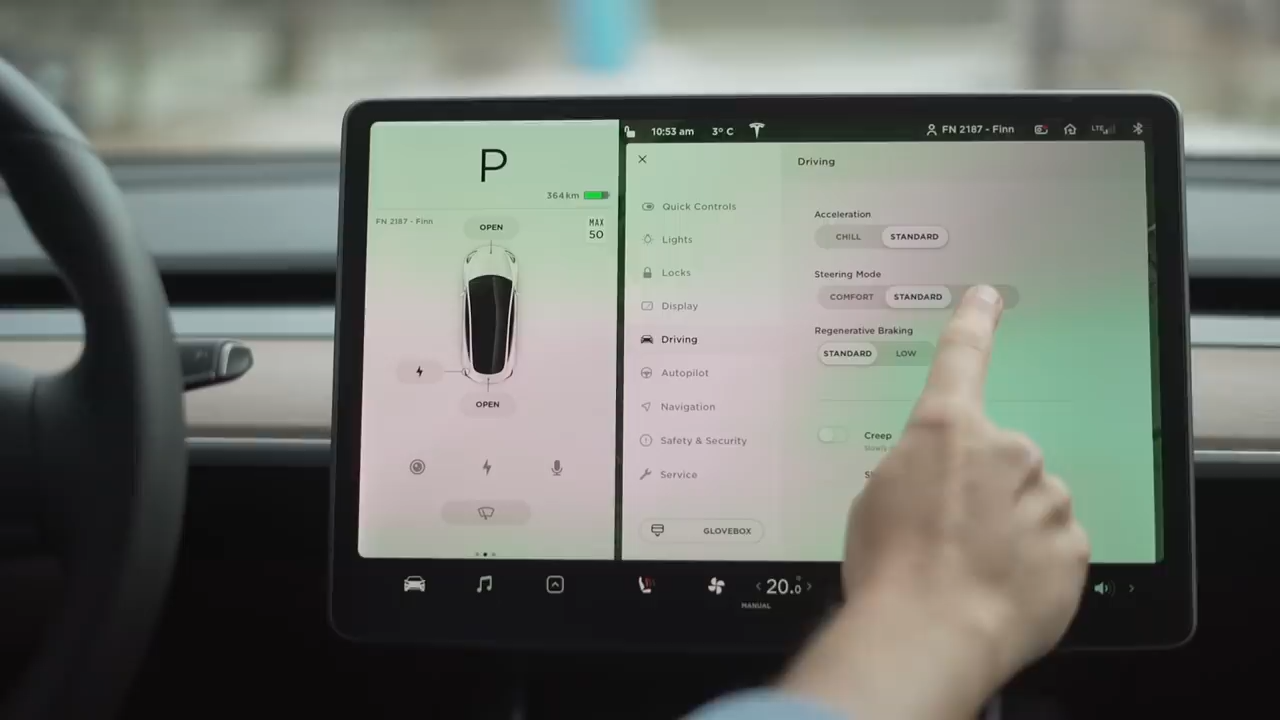 P
364 km
FN 2187 - Finn
OPEN
MAX
50
OPEN
10:53 am 3° C FN 2187 - Finn LTE
Driving
Quick Controls
Lights
Locks
Display
Driving
Autopilot
Navigation
Safety & Security
Service
GLOVEBOX
Acceleration
CHILL STANDARD
Steering Mode
COMFORT STANDARD
Regenerative Braking
STANDARD LOW
Creep
20.0
MANUAL